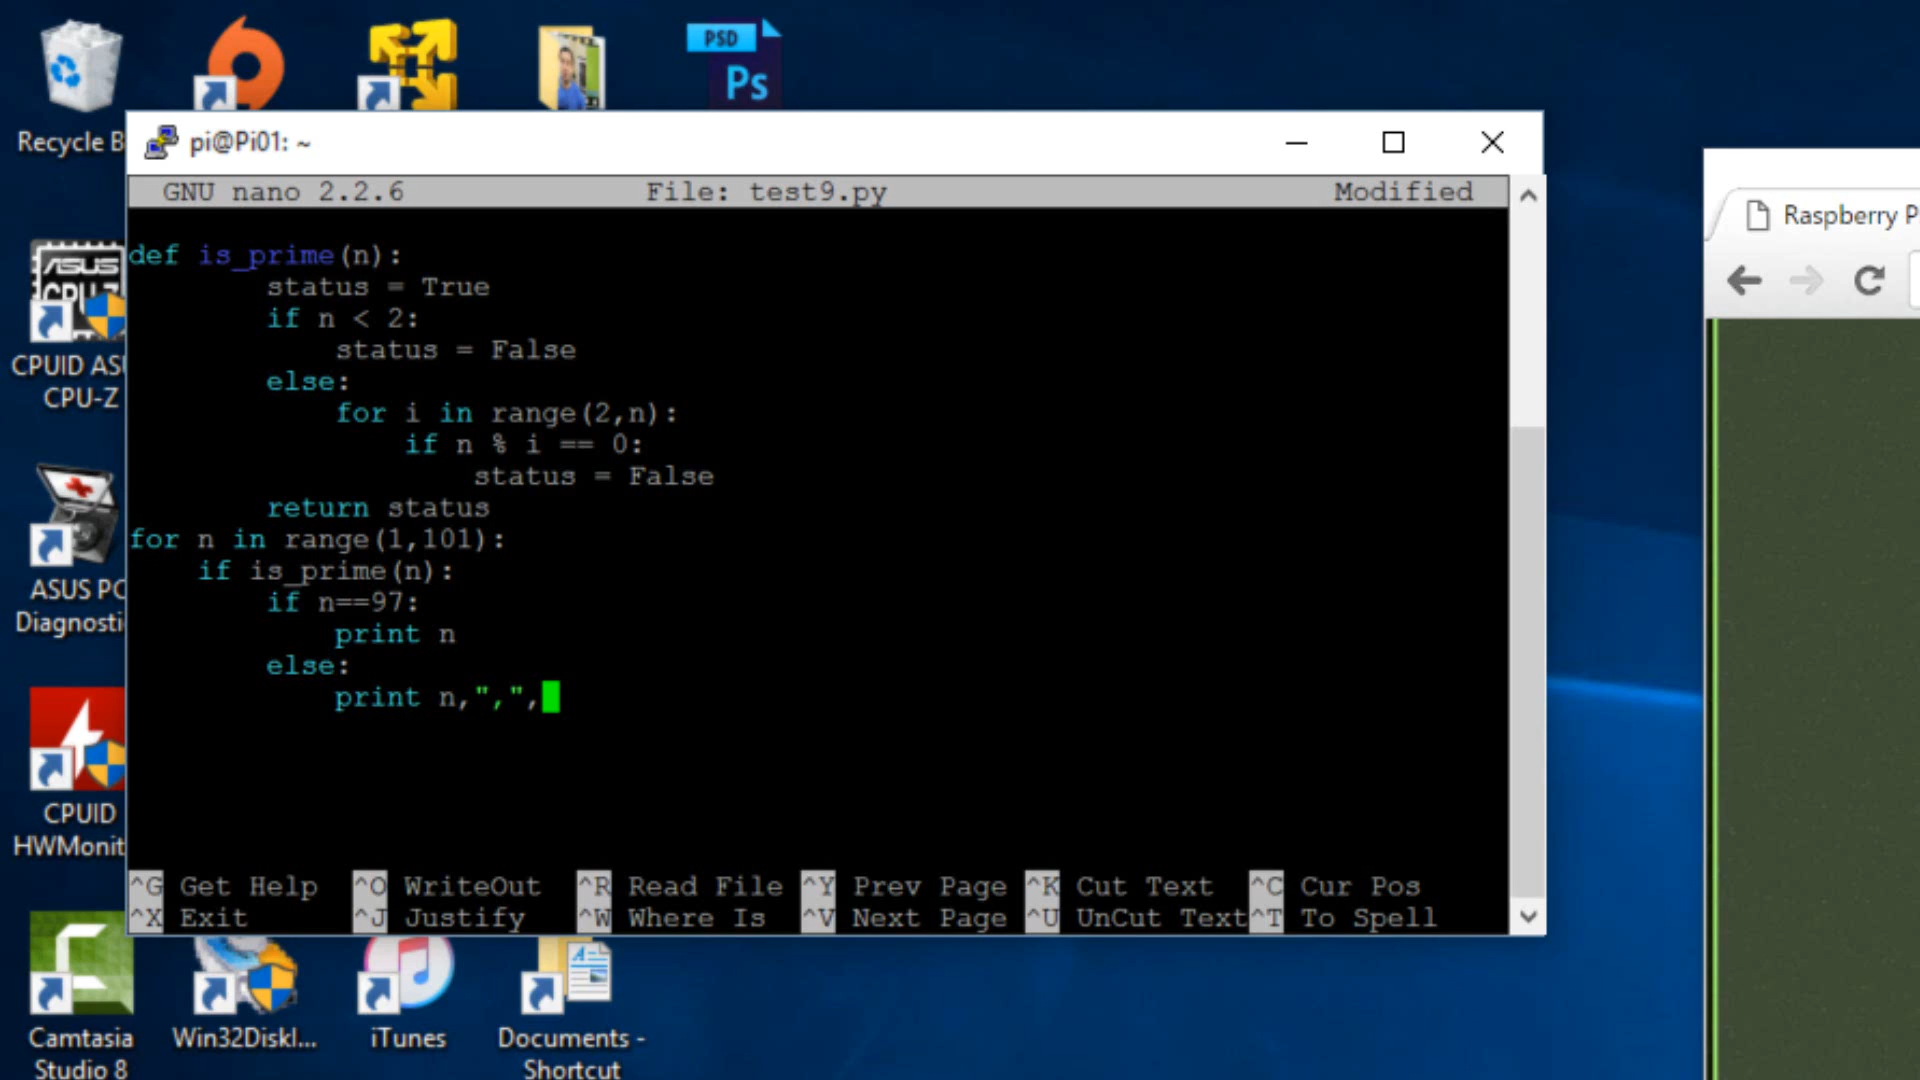 PSD
Ps
Recycle B
pi@Pi01: ~
GNU nano 2.2.6 File: test9.py Modified
def is_prime(n):
status = True
if n < 2:
status = False
else:
for i in range(2,n):
if n % i == 0:
status = False
return status
for n in range(1,101):
if is_prime(n):
if n==97:
print n
else:
print n,",",
^G Get Help ^O WriteOut ^R Read File ^Y Prev Page ^K Cut Text ^C Cur Pos
^X Exit ^J Justify ^W Where Is ^V Next Page ^U UnCut Text^T To Spell
Raspberry P
ASUS
CPU-Z
CPUID ASU
CPU-Z
ASUS PC
Diagnosti
CPUID
HWMonit
Camtasia
Studio 8
Win32DiskI...
iTunes
Documents -
Shortcut